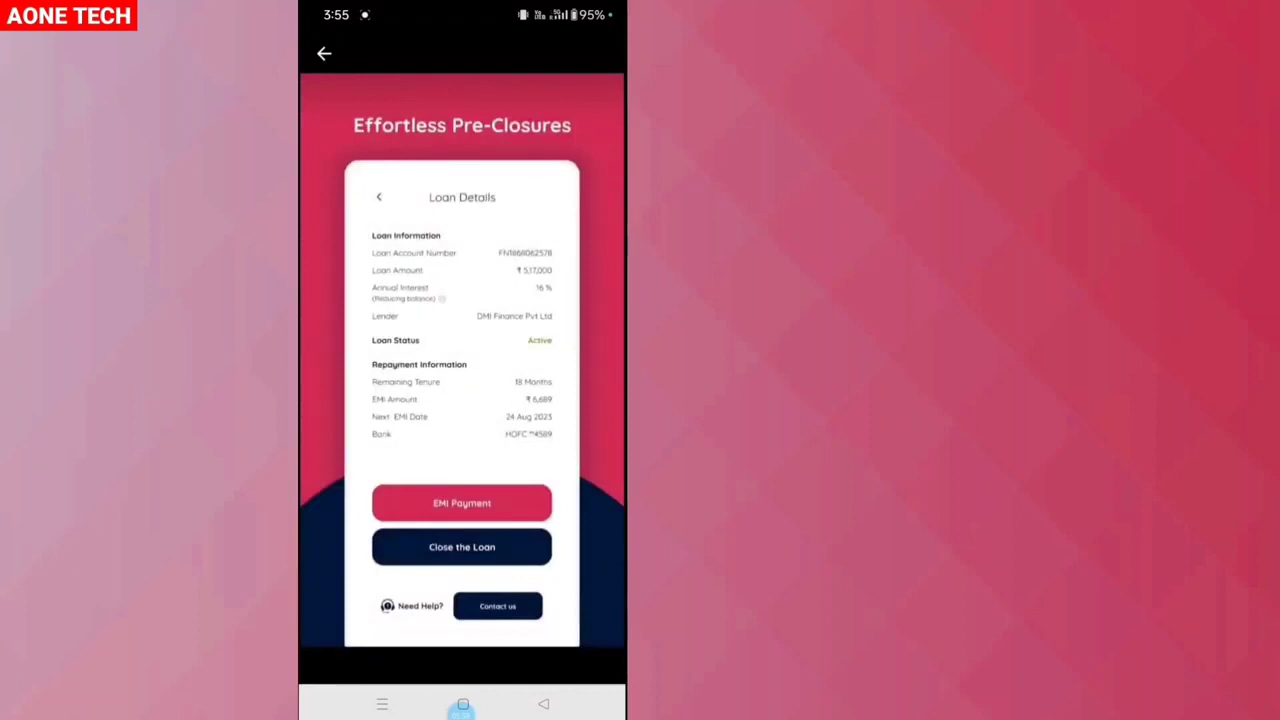 AONE TECH
3:55
95%
Effortless Pre-Closures
Loan Details
Loan Information
Loan Account Number
Loan Amount ₹ 5,17,000
Annual Interest 16 %
(Reducing balance)
Lender DMI Finance Pvt Ltd
Loan Status Active
Repayment Information
Remaining Tenure 18 Months
EMI Amount ₹ 6,689
Next EMI Date 24 Aug 2023
Bank HDFC **4589
EMI Payment
Close the Loan
Need Help? Contact us